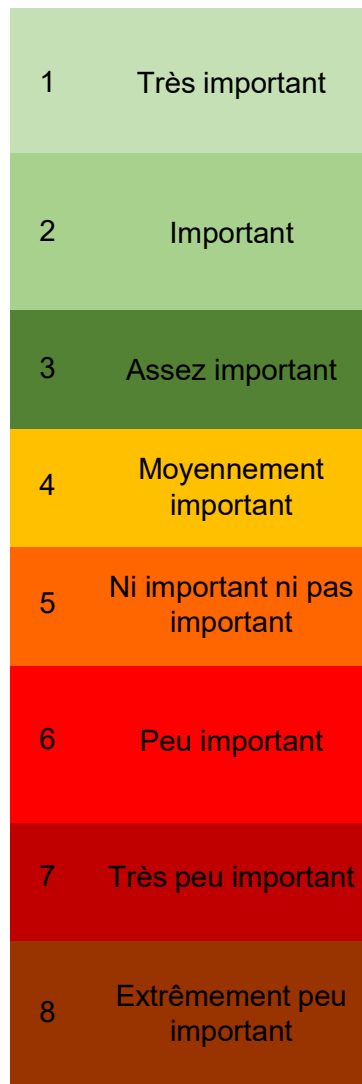 1 Très important
2 Important
3 Assez important
4 Moyennement
important
5 Ni important ni pas
important
6 Peu important
7 Très peu important
8 Extrêmement peu
important